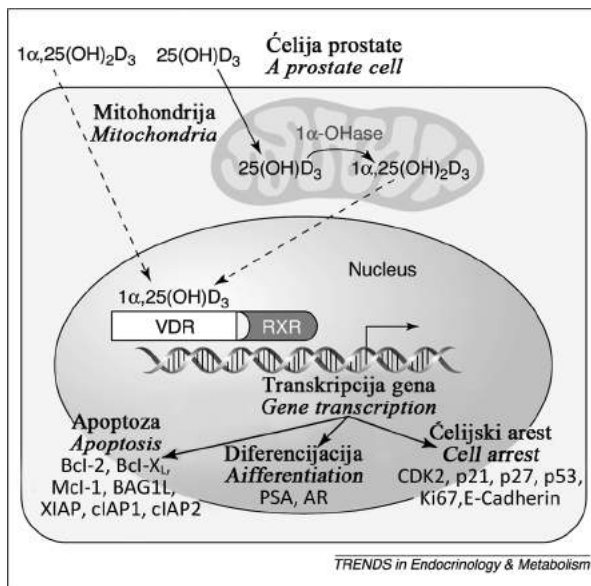 1α,25(OH)₂D₃ 25(OH)D₃
Ćelija prostate
A prostate cell
Mitohondrija
Mitochondria
1α-OHase
25(OH)D₃ 1α,25(OH)₂D₃
Nucleus
1α,25(OH)D₃
VDR RXR
Transkripcija gena
Gene transcription
Apoptoza
Apoptosis
Bcl-2, Bcl-X_L,
Mcl-1, BAG1L,
XIAP, cIAP1, cIAP2
Diferencijacija
Aifferentiation
PSA, AR
Ćelijski arest
Cell arrest
CDK2, p21, p27, p53,
Ki67,E-Cadherin
TRENDS in Endocrinology & Metabolism